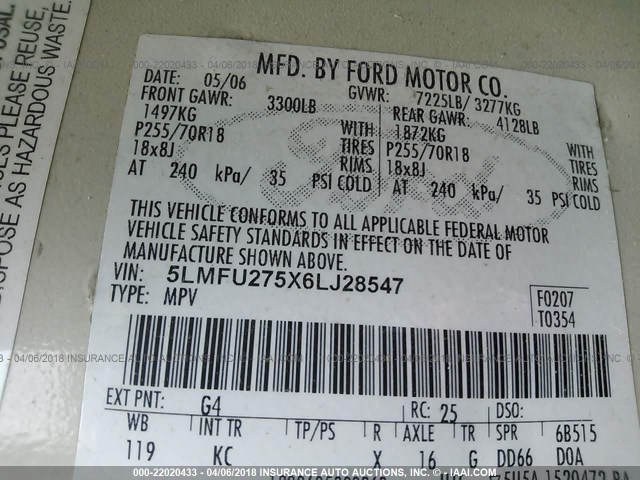 USAL.
SES PLEASE REUSE,
DISPOSE AS HAZARDOUS WASTE.
MFD. BY FORD MOTOR CO.
DATE: 05/06 GVWR: 7225LB/ 3277KG
FRONT GAWR: 3300LB REAR GAWR: 4128LB
1497KG WITH 1872KG WITH
P255/70R18 TIRES P255/70R18 TIRES
18x8J RIMS 18x8J RIMS
AT 240 kPa/ 35 PSI COLD AT 240 kPa/ 35 PSI COLD
Ford
THIS VEHICLE CONFORMS TO ALL APPLICABLE FEDERAL MOTOR
VEHICLE SAFETY STANDARDS IN EFFECT ON THE DATE OF
MANUFACTURE SHOWN ABOVE.
VIN: 5LMFU275X6LJ28547
TYPE: MPV
F0207
T0354
EXT PNT: G4 RC: 25 DSO:
WB INT TR TP/PS R AXLE TR SPR 6B515
119 KC X 16 G DD66 D0A
000-22020433 - 04/06/2018 INSURANCE AUTO AUCTIONS, INC. © - IAAI.COM